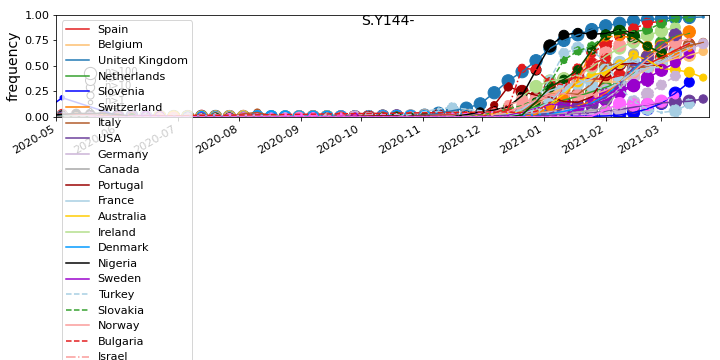 S.Y144-
frequency
1.00
0.75
0.50
0.25
0.00
2020-05
2020-07
2020-08
2020-09
2020-10
2020-11
2020-12
2021-01
2021-02
2021-03
Spain
Belgium
United Kingdom
Netherlands
Slovenia
Switzerland
Italy
USA
Germany
Canada
Portugal
France
Australia
Ireland
Denmark
Nigeria
Sweden
Turkey
Slovakia
Norway
Bulgaria
Israel